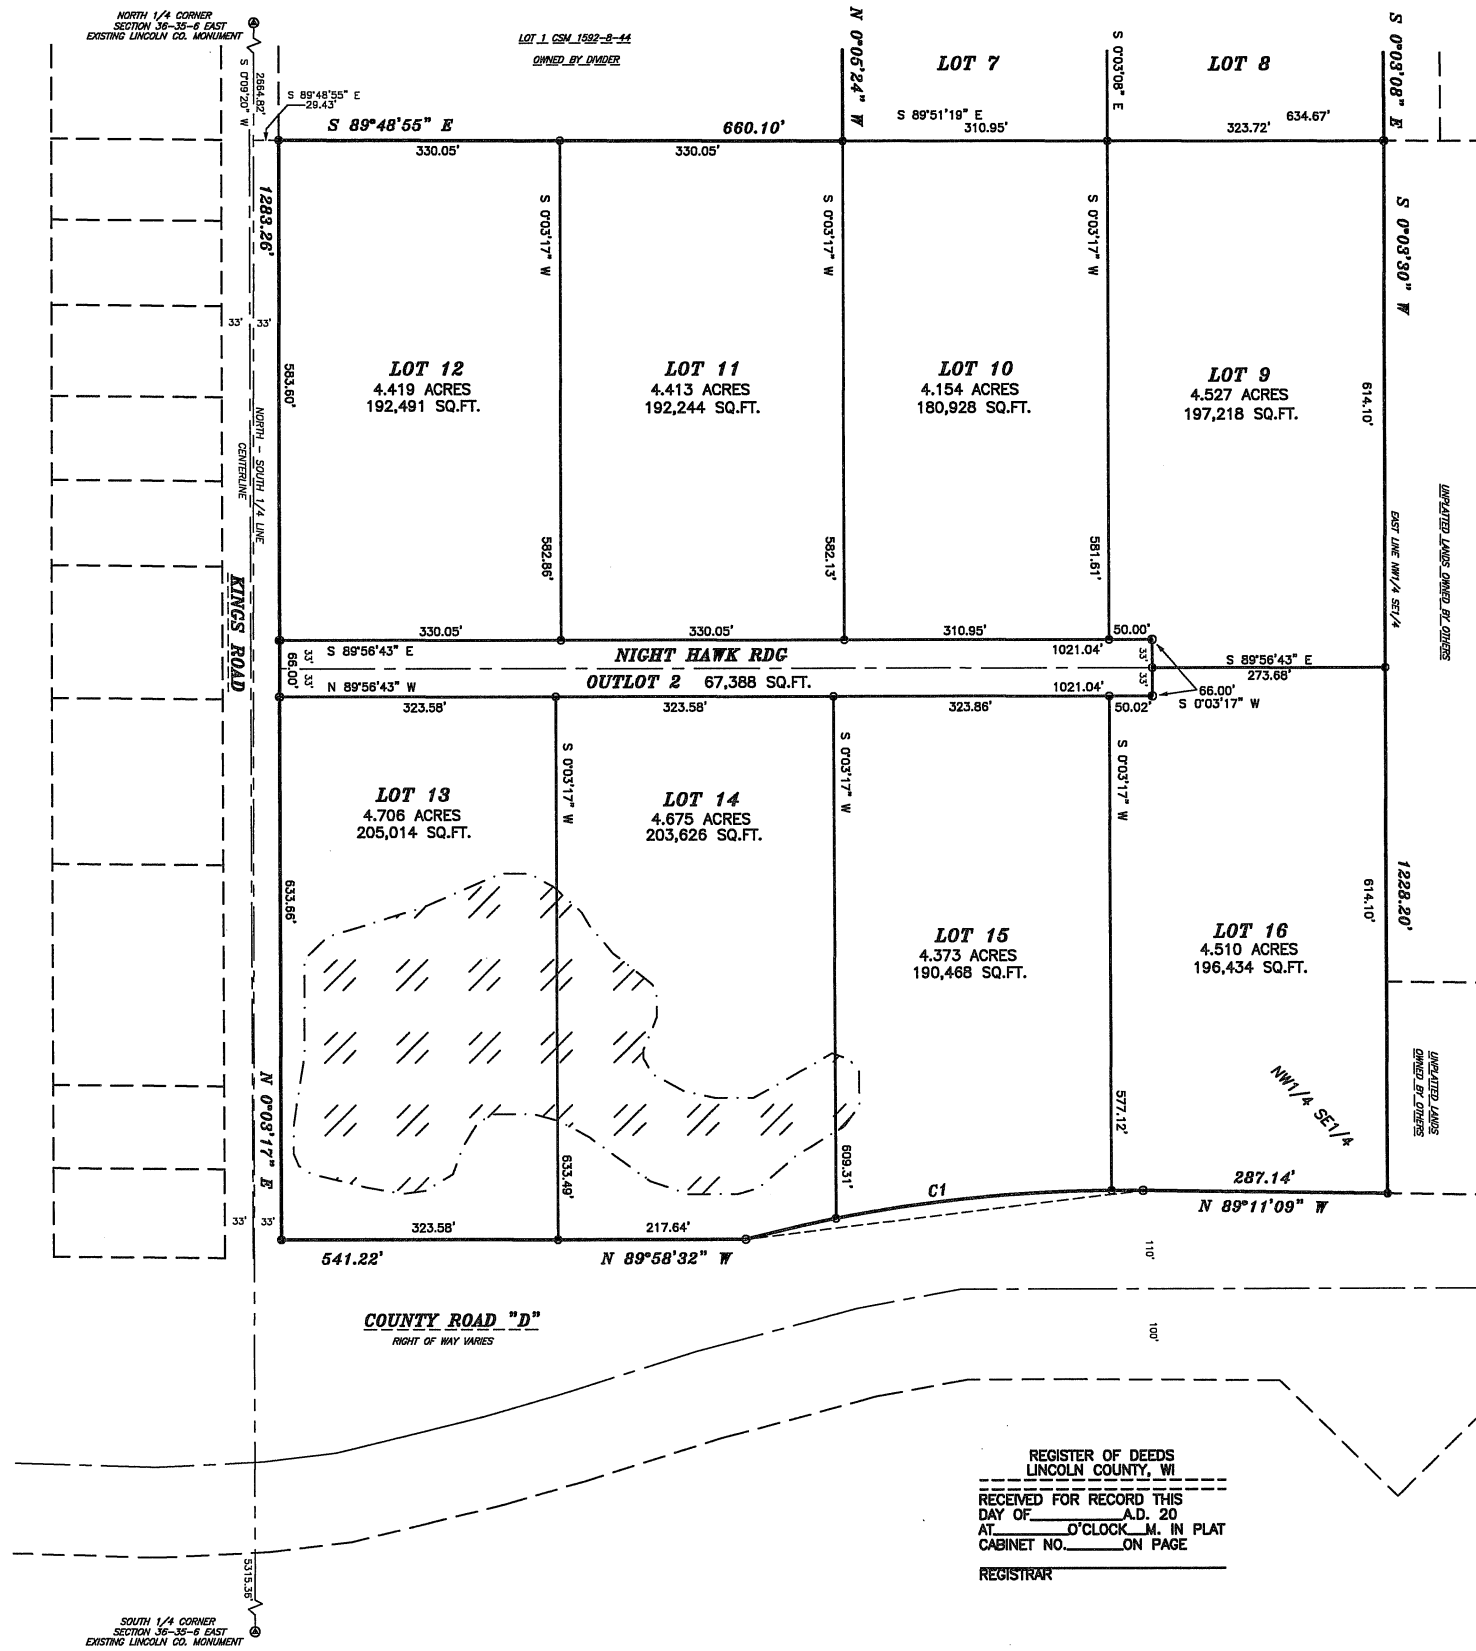 NORTH 1/4 CORNER
SECTION 36-35-6 EAST
EXISTING LINCOLN CO. MONUMENT
LOT 1 CSM 1592-8-44
OWNED BY DIVIDER
N 0°05'24" W
LOT 7
S 0°03'08" E
LOT 8
S 0°03'08" E
2664.82'
S 0°09'20" W
S 89°48'55" E
29.43'
S 89°48'55" E
660.10'
S 89°51'19" E
310.95'
323.72'
634.67'
330.05'
330.05'
1283.26'
S 0°03'17" W
S 0°03'17" W
S 0°03'17" W
S 0°03'30" W
33'
33'
583.60'
LOT 12
4.419 ACRES
192,491 SQ.FT.
LOT 11
4.413 ACRES
192,244 SQ.FT.
LOT 10
4.154 ACRES
180,928 SQ.FT.
LOT 9
4.527 ACRES
197,218 SQ.FT.
614.10'
NORTH - SOUTH 1/4 LINE
CENTERLINE
EAST LINE NW1/4 SE1/4
UNPLATTED LANDS OWNED BY OTHERS
582.86'
582.13'
581.61'
KINGS ROAD
330.05'
330.05'
310.95'
50.00'
S 89°56'43" E
NIGHT HAWK RDG
1021.04'
33'
33'
66.00'
33'
33'
S 89°56'43" E
273.68'
N 89°56'43" W
OUTLOT 2 67,388 SQ.FT.
1021.04'
66.00'
S 0°03'17" W
323.58'
323.58'
323.86'
50.02'
S 0°03'17" W
S 0°03'17" W
S 0°03'17" W
LOT 13
4.706 ACRES
205,014 SQ.FT.
LOT 14
4.675 ACRES
203,626 SQ.FT.
633.66'
614.10'
1228.20'
LOT 15
4.373 ACRES
190,468 SQ.FT.
LOT 16
4.510 ACRES
196,434 SQ.FT.
NW1/4 SE1/4
UNPLATTED LANDS
OWNED BY OTHERS
N 0°03'17" E
577.12'
633.49'
609.31'
C1
287.14'
N 89°11'09" W
33'
33'
323.58'
217.64'
541.22'
N 89°58'32" W
110'
COUNTY ROAD "D"
RIGHT OF WAY VARIES
100'
REGISTER OF DEEDS
LINCOLN COUNTY, WI
RECEIVED FOR RECORD THIS
DAY OF__________A.D. 20
AT________O'CLOCK__M. IN PLAT
CABINET NO.______ON PAGE
REGISTRAR
5315.36'
SOUTH 1/4 CORNER
SECTION 36-35-6 EAST
EXISTING LINCOLN CO. MONUMENT